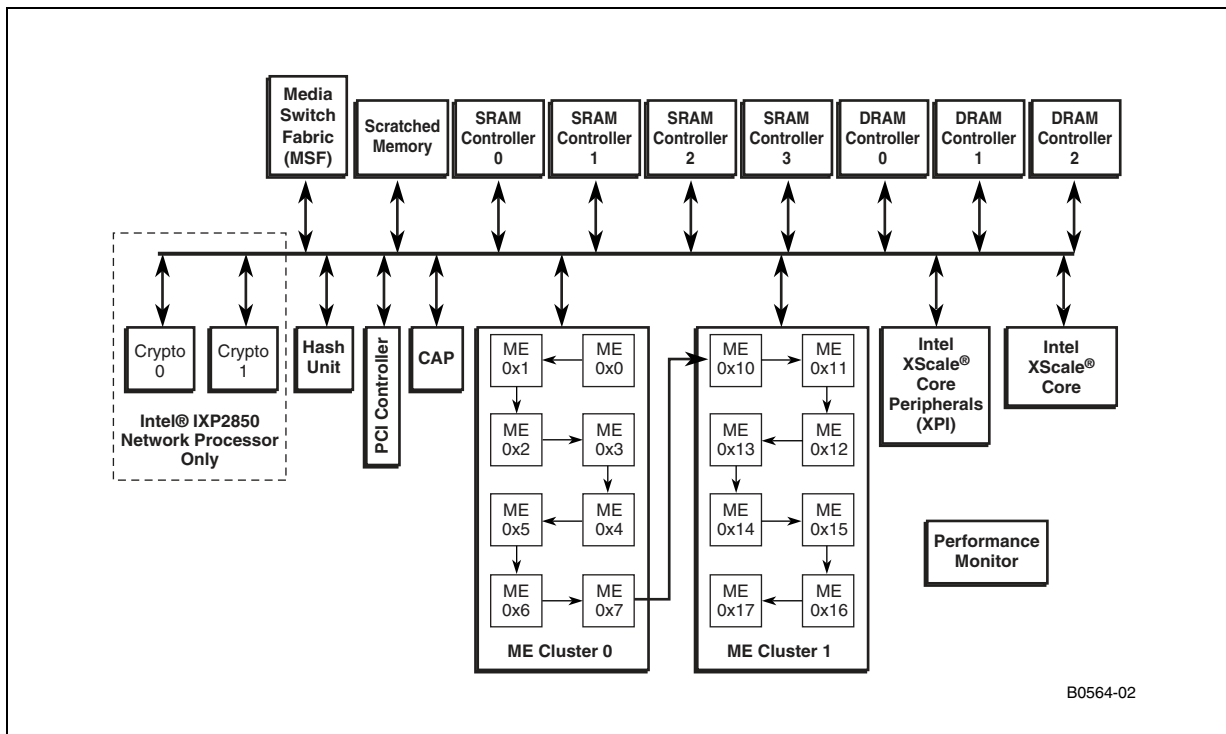 Media
Switch
Fabric
(MSF)
Scratched
Memory
SRAM
Controller
0
SRAM
Controller
1
SRAM
Controller
2
SRAM
Controller
3
DRAM
Controller
0
DRAM
Controller
1
DRAM
Controller
2
Crypto
0
Crypto
1
Intel® IXP2850
Network Processor
Only
Hash
Unit
PCI Controller
CAP
ME
0x1
ME
0x0
ME
0x2
ME
0x3
ME
0x5
ME
0x4
ME
0x6
ME
0x7
ME Cluster 0
ME
0x10
ME
0x11
ME
0x13
ME
0x12
ME
0x14
ME
0x15
ME
0x17
ME
0x16
ME Cluster 1
Intel
XScale®
Core
Peripherals
(XPI)
Intel
XScale®
Core
Performance
Monitor
B0564-02